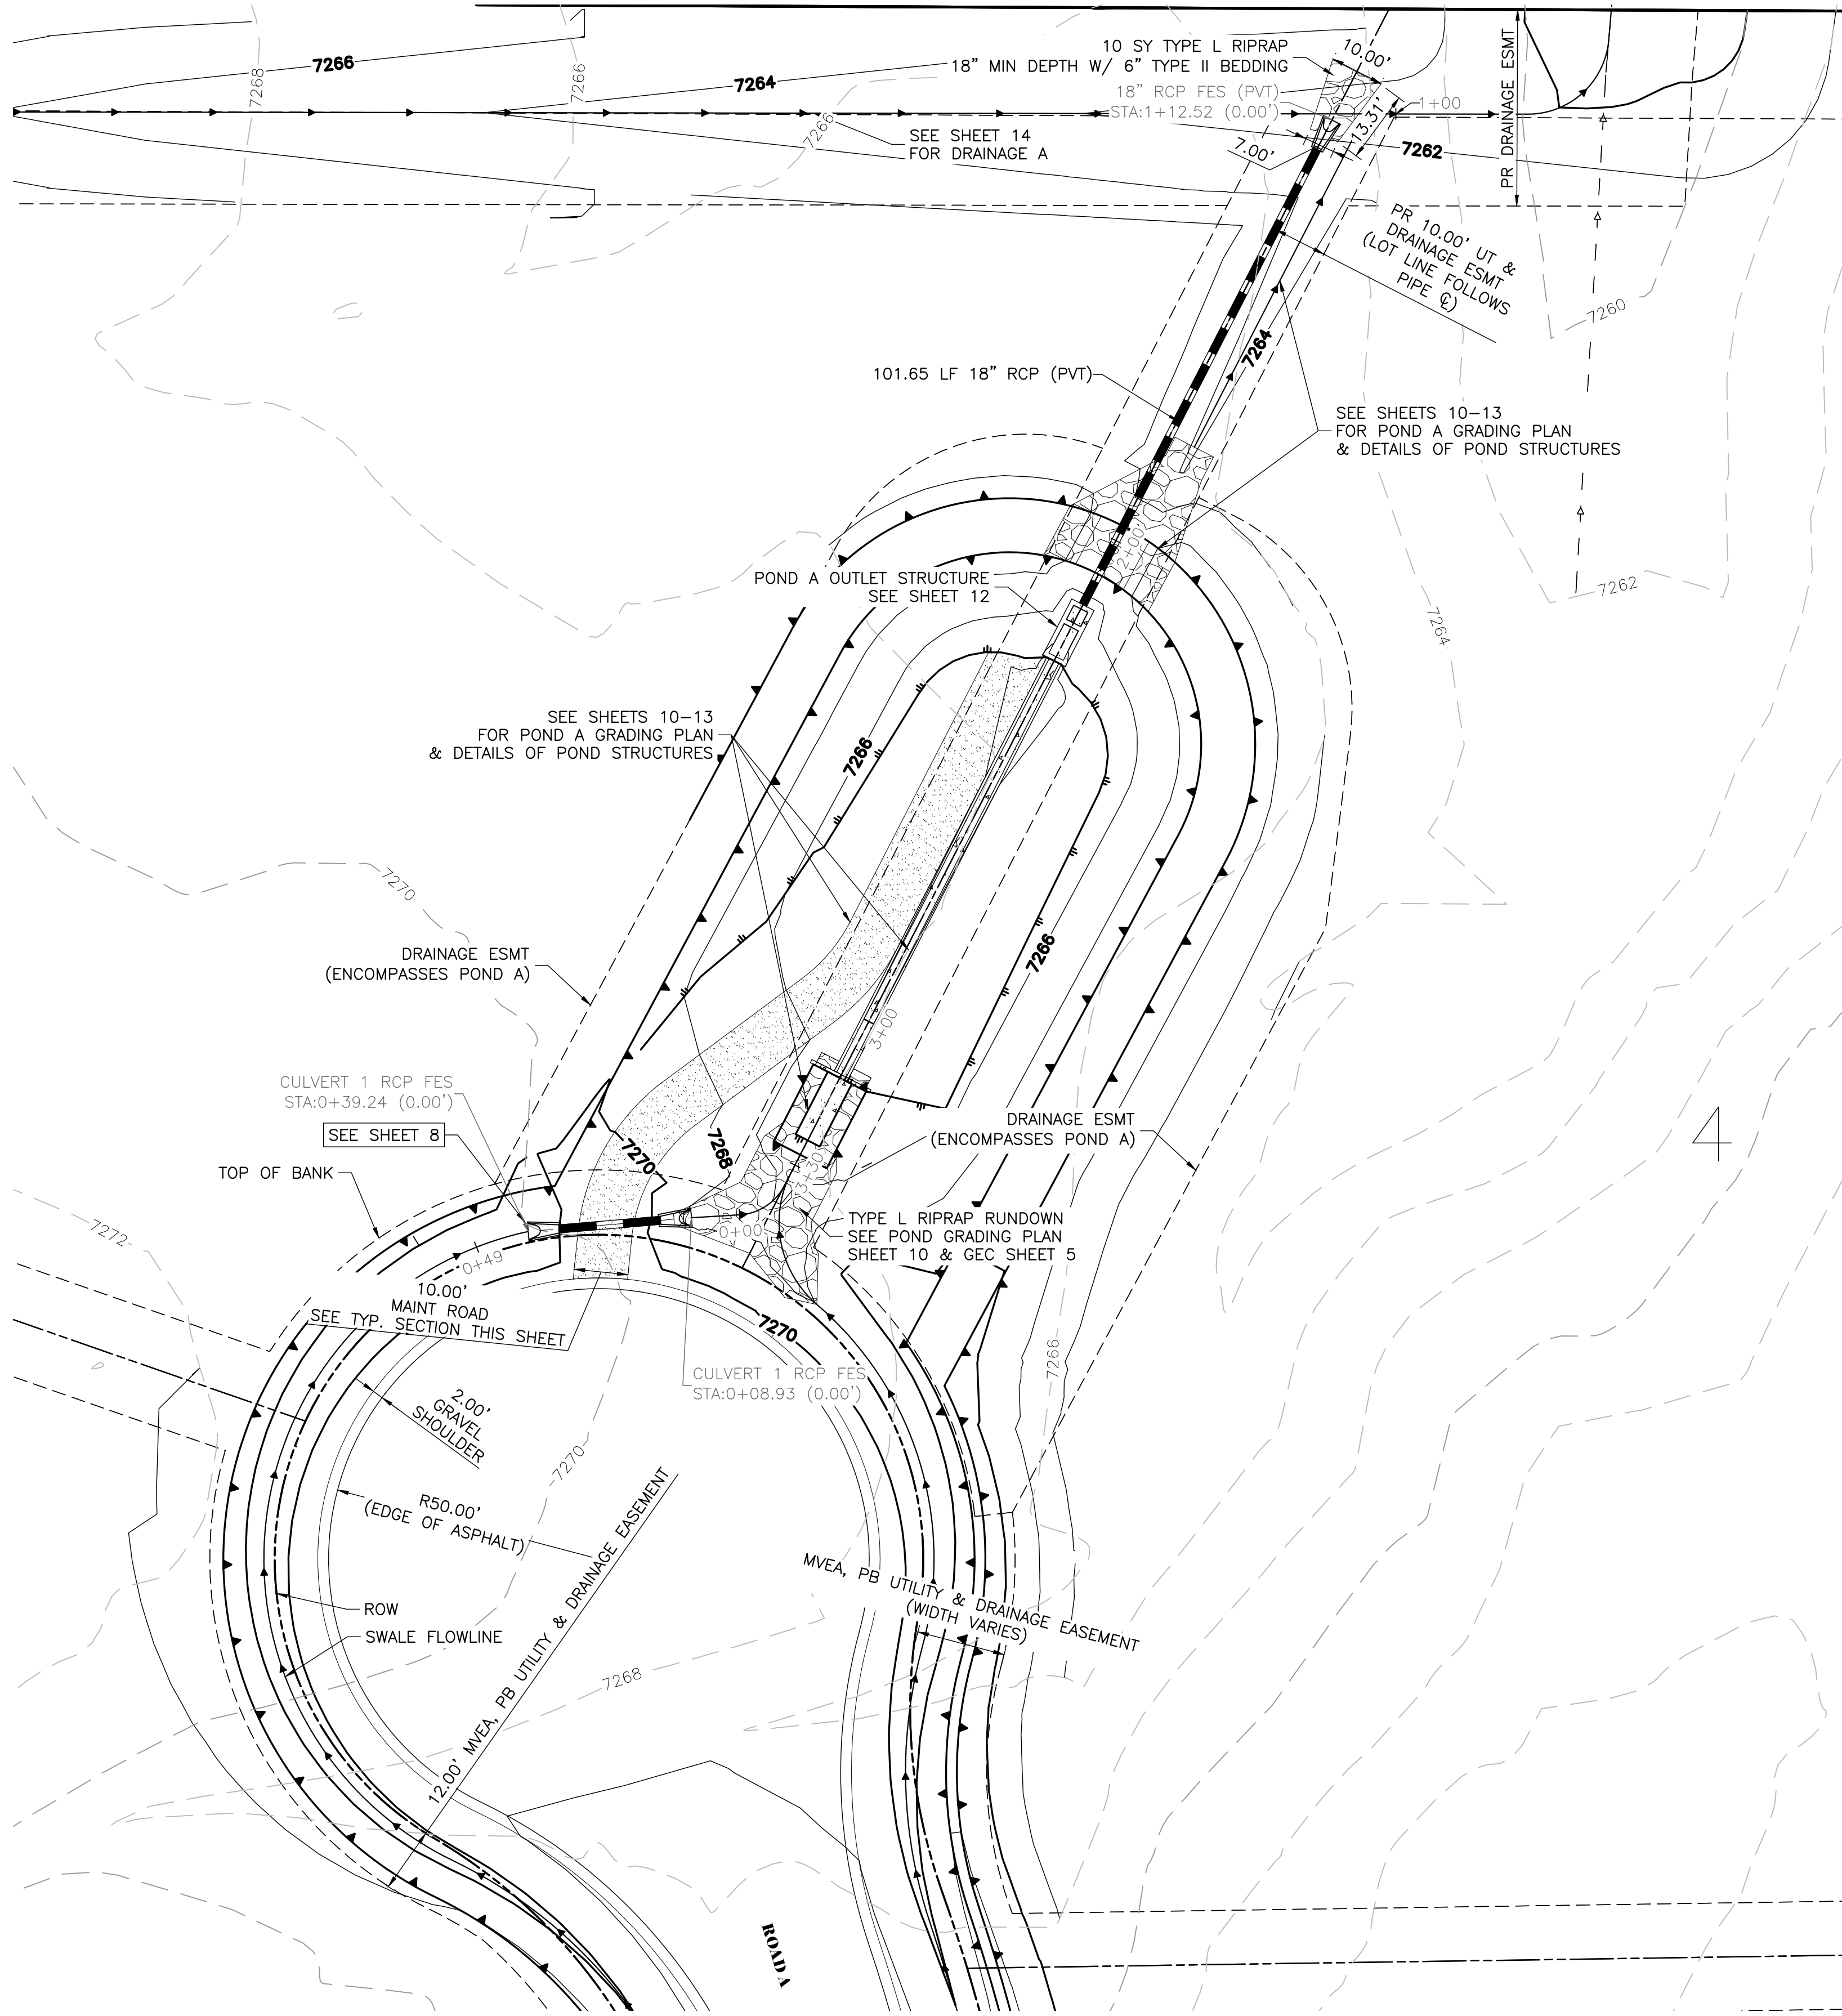 10 SY TYPE L RIPRAP
18" MIN DEPTH W/ 6" TYPE II BEDDING
18" RCP FES (PVT)
STA:1+12.52 (0.00')
10.00'
13.31'
1+00
7.00'
PR DRAINAGE ESMT
7266
7268
7266
7264
7266
7262
SEE SHEET 14
FOR DRAINAGE A
PR 10.00' UT &
DRAINAGE ESMT
(LOT LINE FOLLOWS
PIPE ℄)
7260
7264
101.65 LF 18" RCP (PVT)
SEE SHEETS 10-13
FOR POND A GRADING PLAN
& DETAILS OF POND STRUCTURES
2+00
POND A OUTLET STRUCTURE
SEE SHEET 12
7262
7264
SEE SHEETS 10-13
FOR POND A GRADING PLAN
& DETAILS OF POND STRUCTURES
7266
7270
7266
DRAINAGE ESMT
(ENCOMPASSES POND A)
3+00
CULVERT 1 RCP FES
STA:0+39.24 (0.00')
SEE SHEET 8
TOP OF BANK
DRAINAGE ESMT
(ENCOMPASSES POND A)
4
7270
7268
3+30
7272
0+49
0+00
TYPE L RIPRAP RUNDOWN
SEE POND GRADING PLAN
SHEET 10 & GEC SHEET 5
10.00'
MAINT ROAD
SEE TYP. SECTION THIS SHEET
7270
7266
CULVERT 1 RCP FES
STA:0+08.93 (0.00')
2.00'
GRAVEL
SHOULDER
7270
R50.00'
(EDGE OF ASPHALT)
MVEA, PB UTILITY & DRAINAGE EASEMENT
(WIDTH VARIES)
ROW
SWALE FLOWLINE
7268
12.00' MVEA, PB UTILITY & DRAINAGE EASEMENT
ROAD A